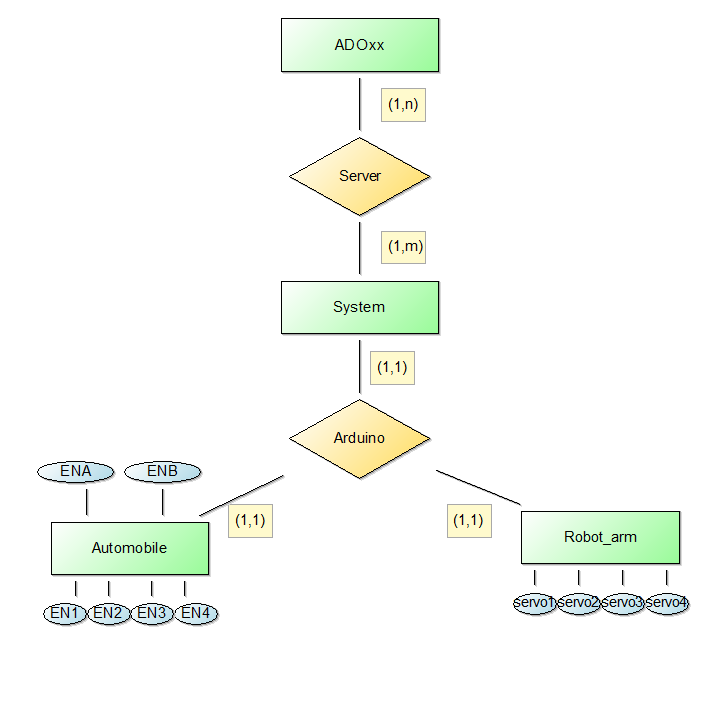 ADOxx
(1,n)
Server
(1,m)
System
(1,1)
Arduino
ENA
ENB
(1,1)
(1,1)
Automobile
Robot_arm
EN1
EN2
EN3
EN4
servo1
servo2
servo3
servo4